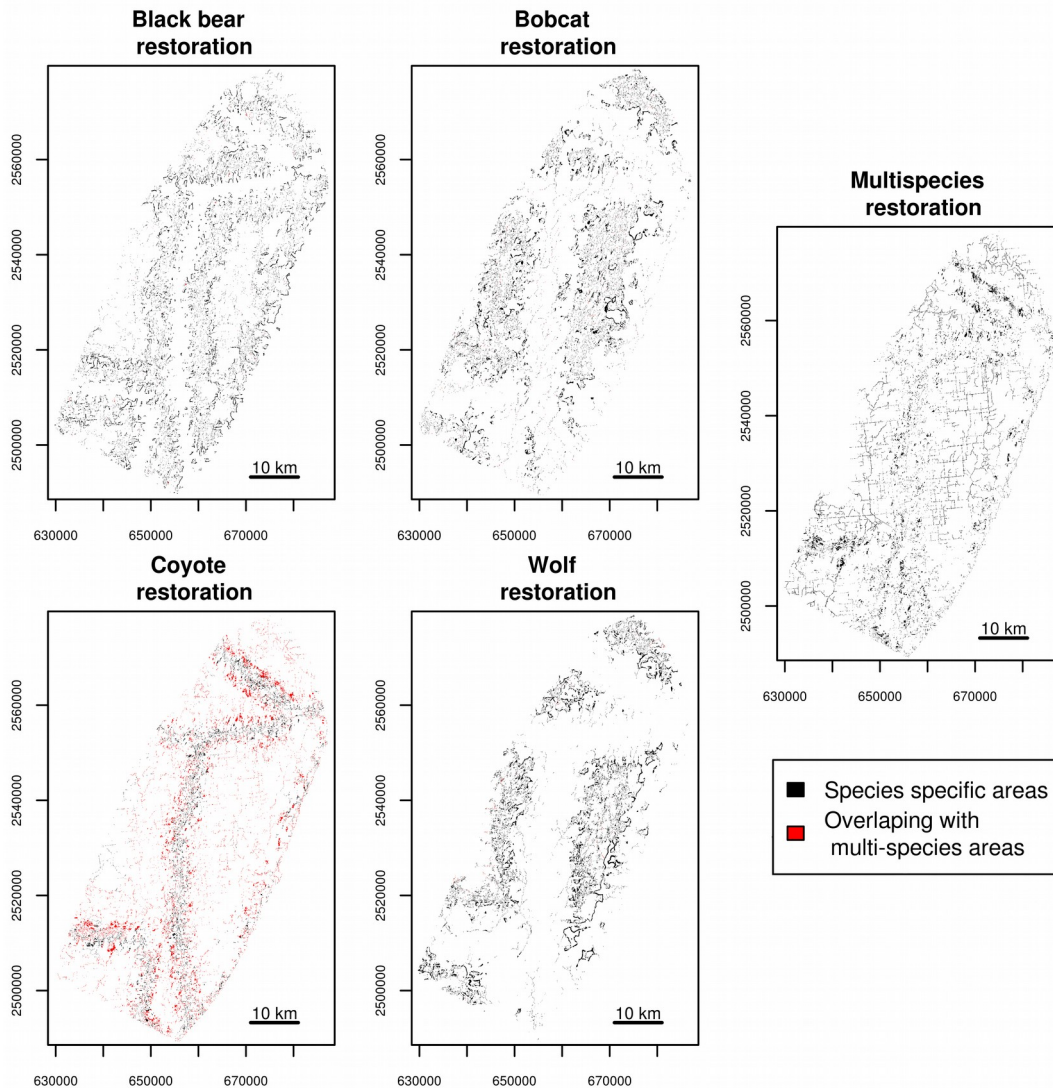 Black bear
restoration
2560000
2540000
2520000
2500000
10 km
630000
650000
670000
Bobcat
restoration
2560000
2540000
2520000
2500000
10 km
630000
650000
670000
Multispecies
restoration
2560000
2540000
2520000
2500000
10 km
630000
650000
670000
Coyote
restoration
2560000
2540000
2520000
2500000
10 km
630000
650000
670000
Wolf
restoration
2560000
2540000
2520000
2500000
10 km
630000
650000
670000
Species specific areas
Overlaping with
multi-species areas